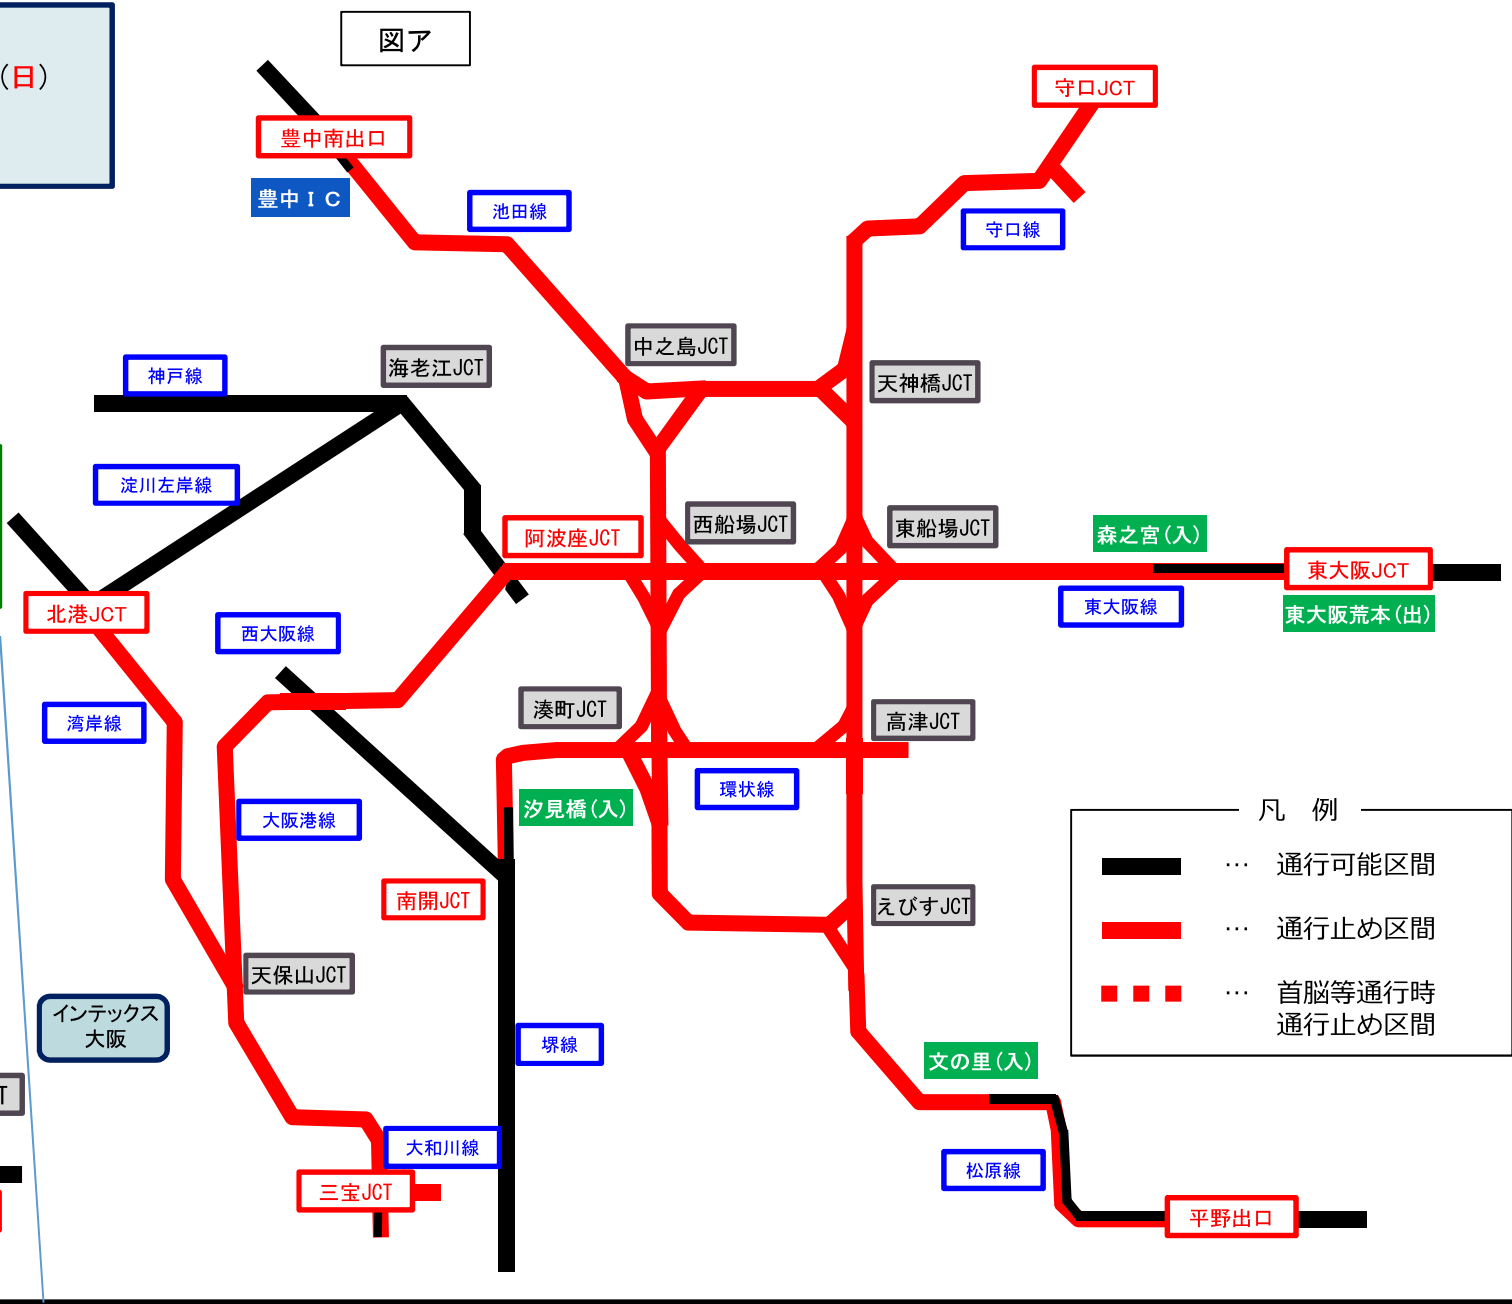 図ア
(日)
守口JCT
豊中南出口
豊中ＩＣ
池田線
守口線
中之島JCT
海老江JCT
神戸線
天神橋JCT
淀川左岸線
阿波座JCT
西船場JCT
東船場JCT
森之宮(入)
東大阪JCT
北港JCT
西大阪線
東大阪線
東大阪荒本(出)
湾岸線
湊町JCT
高津JCT
環状線
大阪港線
汐見橋(入)
凡　例
… 通行可能区間
南開JCT
えびすJCT
… 通行止め区間
天保山JCT
… 首脳等通行時
通行止め区間
インテックス
大阪
堺線
文の里(入)
T
大和川線
松原線
三宝JCT
平野出口